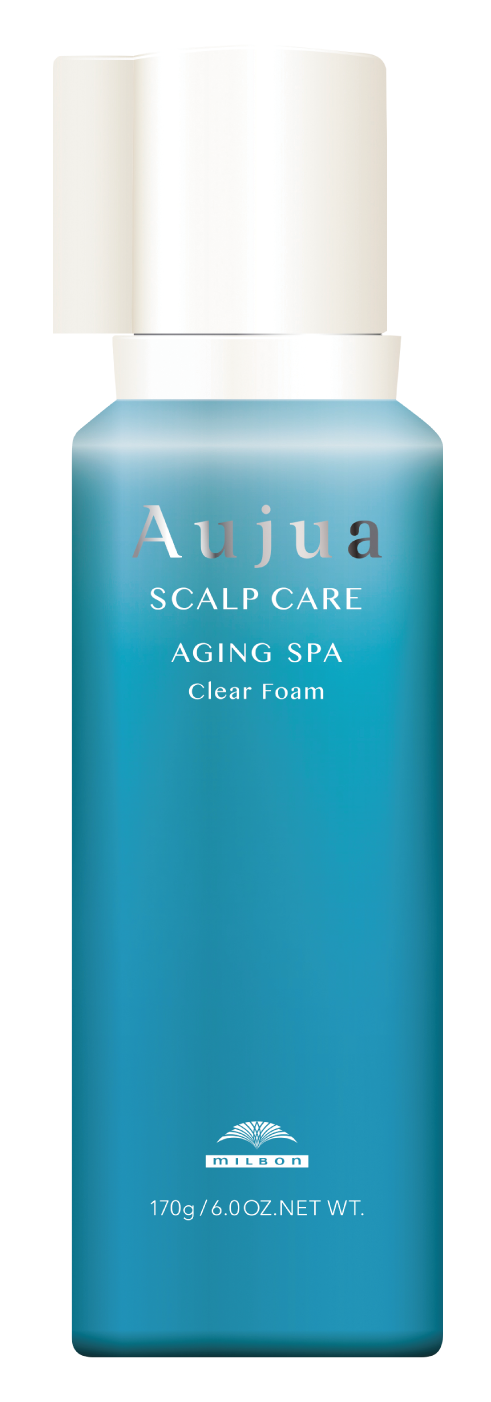 Aujua
SCALP CARE
AGING SPA
Clear Foam
MILBON
170g/6.0OZ.NET WT.